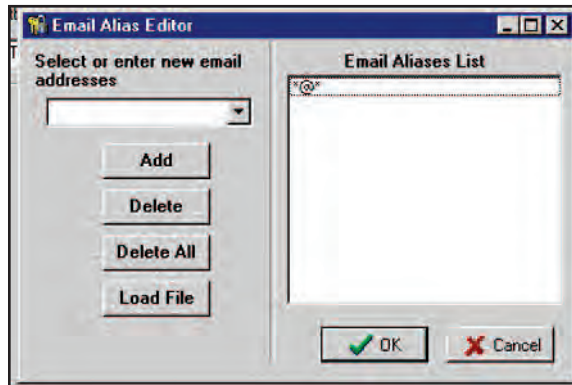 Email Alias Editor
Select or enter new email
addresses
Add
Delete
Delete All
Load File
Email Aliases List
*@*
OK
Cancel